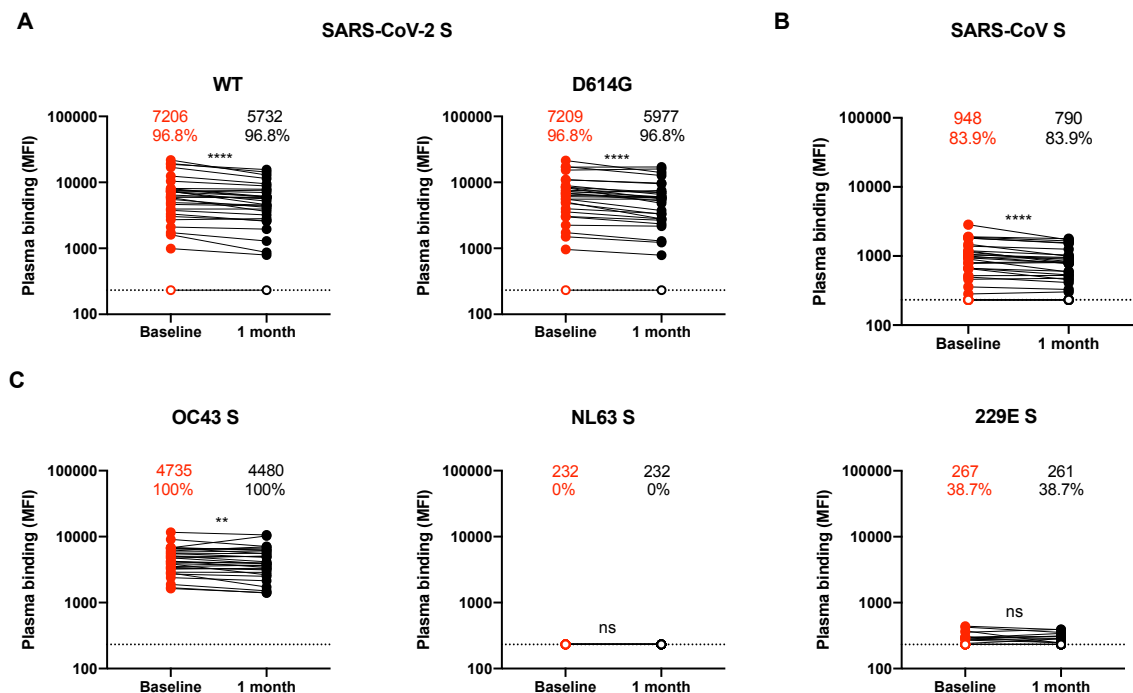 A
SARS-CoV-2 S
B
SARS-CoV S
WT
D614G
Plasma binding (MFI)
100000
10000
1000
100
7206
96.8%
5732
96.8%
****
Baseline
1 month
Plasma binding (MFI)
100000
10000
1000
100
7209
96.8%
5977
96.8%
****
Baseline
1 month
Plasma binding (MFI)
100000
10000
1000
100
948
83.9%
790
83.9%
****
Baseline
1 month
C
OC43 S
NL63 S
229E S
Plasma binding (MFI)
100000
10000
1000
100
4735
100%
4480
100%
**
Baseline
1 month
Plasma binding (MFI)
100000
10000
1000
100
232
0%
232
0%
ns
Baseline
1 month
Plasma binding (MFI)
100000
10000
1000
100
267
38.7%
261
38.7%
ns
Baseline
1 month